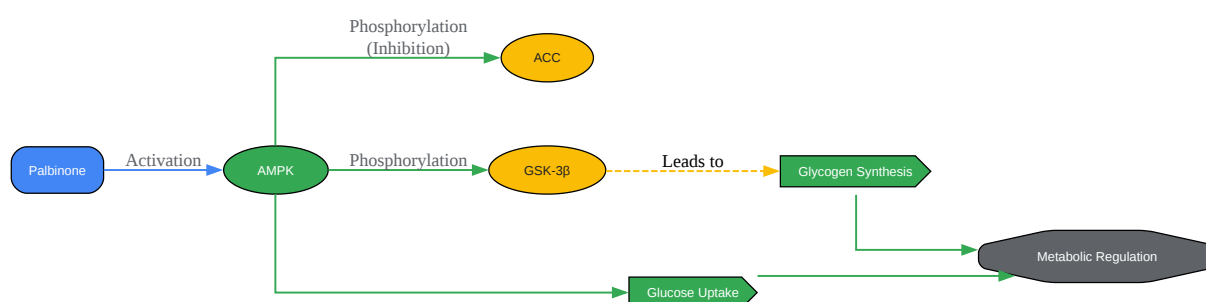 Phosphorylation
(Inhibition)
ACC
Palbinone
Activation
AMPK
Phosphorylation
GSK-3β
Leads to
Glycogen Synthesis
Metabolic Regulation
Glucose Uptake